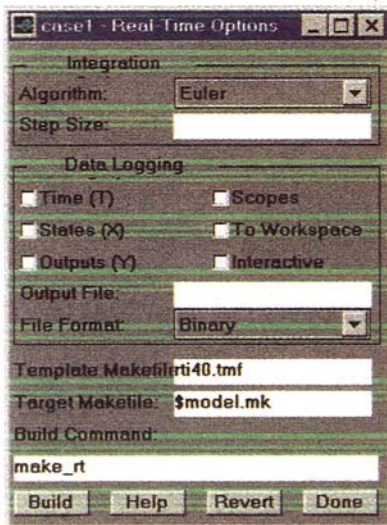 case1 - Real-Time Options
Integration
Algorithm: Euler
Step Size:
Data Logging
Time (T) Scopes
States (X) To Workspace
Outputs (Y) Interactive
Output File:
File Format: Binary
Template Makefile rti40.tmf
Target Makefile: $model.mk
Build Command:
make_rt
Build Help Revert Done